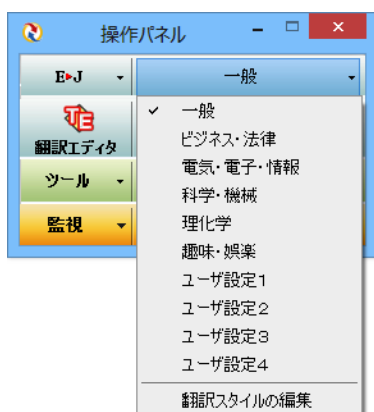 操作パネル
E▶J
一般
翻訳エディタ
ツール
監視
一般
ビジネス・法律
電気・電子・情報
科学・機械
理化学
趣味・娯楽
ユーザ設定1
ユーザ設定2
ユーザ設定3
ユーザ設定4
翻訳スタイルの編集